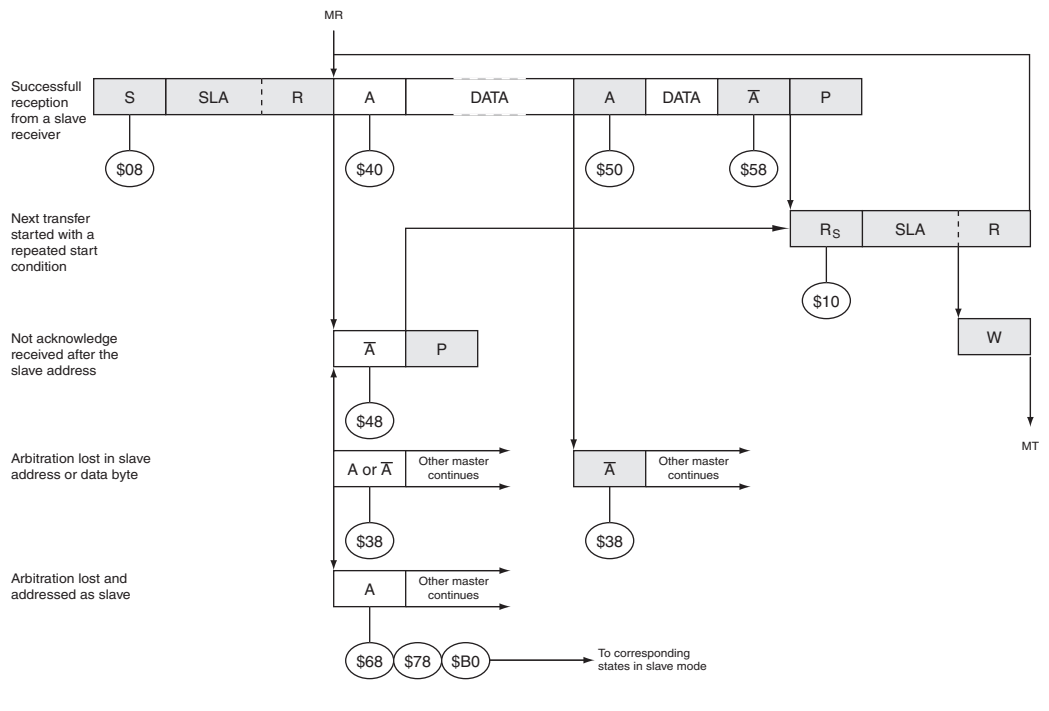 MR
Successfull
reception
from a slave
receiver
S SLA R A DATA A DATA A̅ P
$08 $40 $50 $58
Next transfer
started with a
repeated start
condition
RS SLA R
$10
Not acknowledge
received after the
slave address
A̅ P
W
$48
MT
Arbitration lost in slave
address or data byte
A or A̅ Other master
continues
A̅ Other master
continues
$38 $38
Arbitration lost and
addressed as slave
A Other master
continues
$68 $78 $B0 To corresponding
states in slave mode